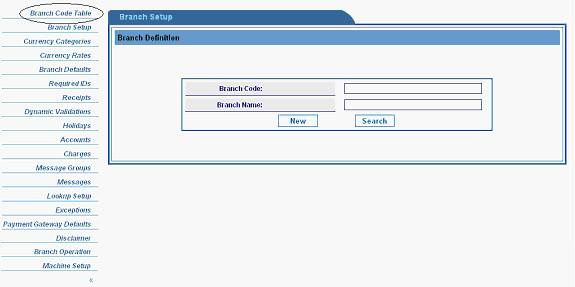 Branch Code Table
Branch Setup
Currency Categories
Currency Rates
Branch Defaults
Required IDs
Receipts
Dynamic Validations
Holidays
Accounts
Charges
Message Groups
Messages
Lookup Setup
Exceptions
Payment Gateway Defaults
Disclaimer
Branch Operation
Machine Setup
«
Branch Setup
Branch Definition
Branch Code:
Branch Name:
New Search